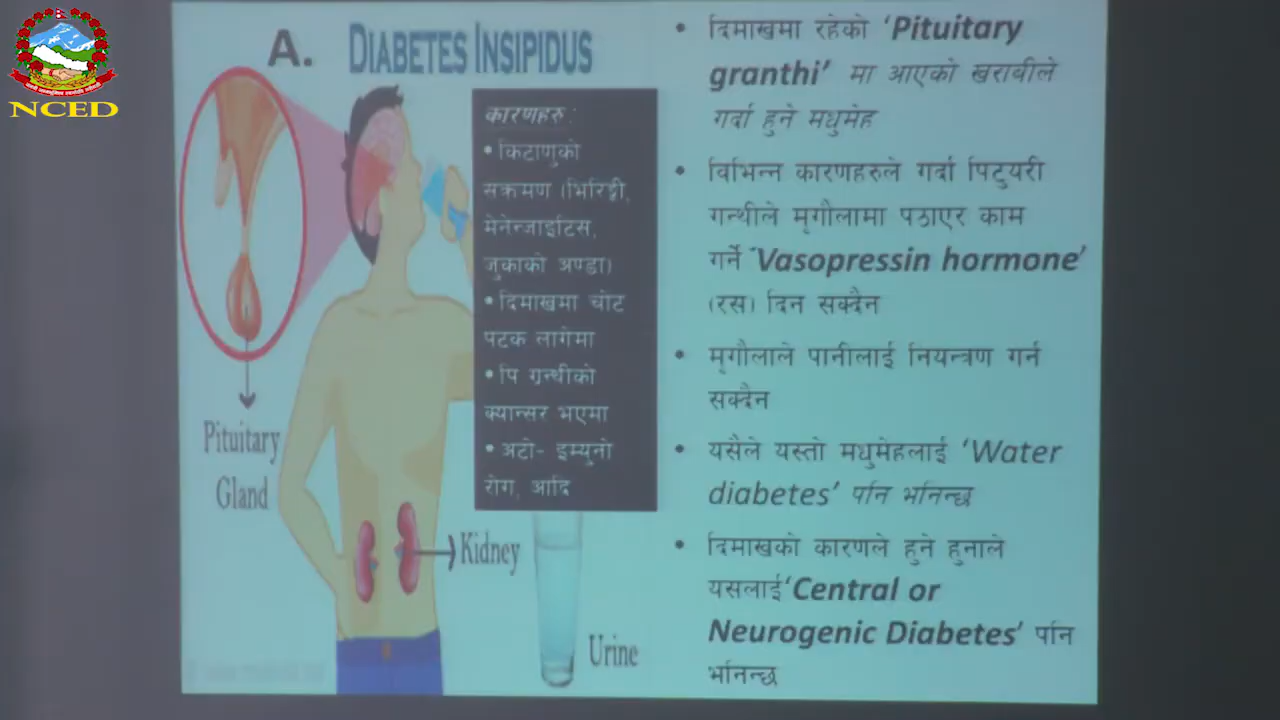 NCED
A. DIABETES INSIPIDUS
कारणहरु :
• किटाणुको
सक्रमण (भिरिङ्गी,
मेनेन्जाईटिस,
जुकाको अण्डा)
• दिमाखमा चोट
पटक लागेमा
• पि ग्रन्थीको
क्यान्सर भएमा
• अटो- इम्युनो
रोग, आदि
Pituitary
Gland
Kidney
Urine
• दिमाखमा रहेको ‘Pituitary
granthi’ मा आएको खराबीले
गर्दा हुने मधुमेह
• विभिन्न कारणहरुले गर्दा पिटुयरी
गन्थीले मृगौलामा पठाएर काम
गर्ने ‘Vasopressin hormone’
(रस) दिन सक्दैन
• मृगौलाले पानीलाई नियन्त्रण गर्न
सक्दैन
• यसैले यस्तो मधुमेहलाई ‘Water
diabetes’ पनि भनिन्छ
• दिमाखको कारणले हुने हुनाले
यसलाई‘Central or
Neurogenic Diabetes’ पनि
भनिन्छ